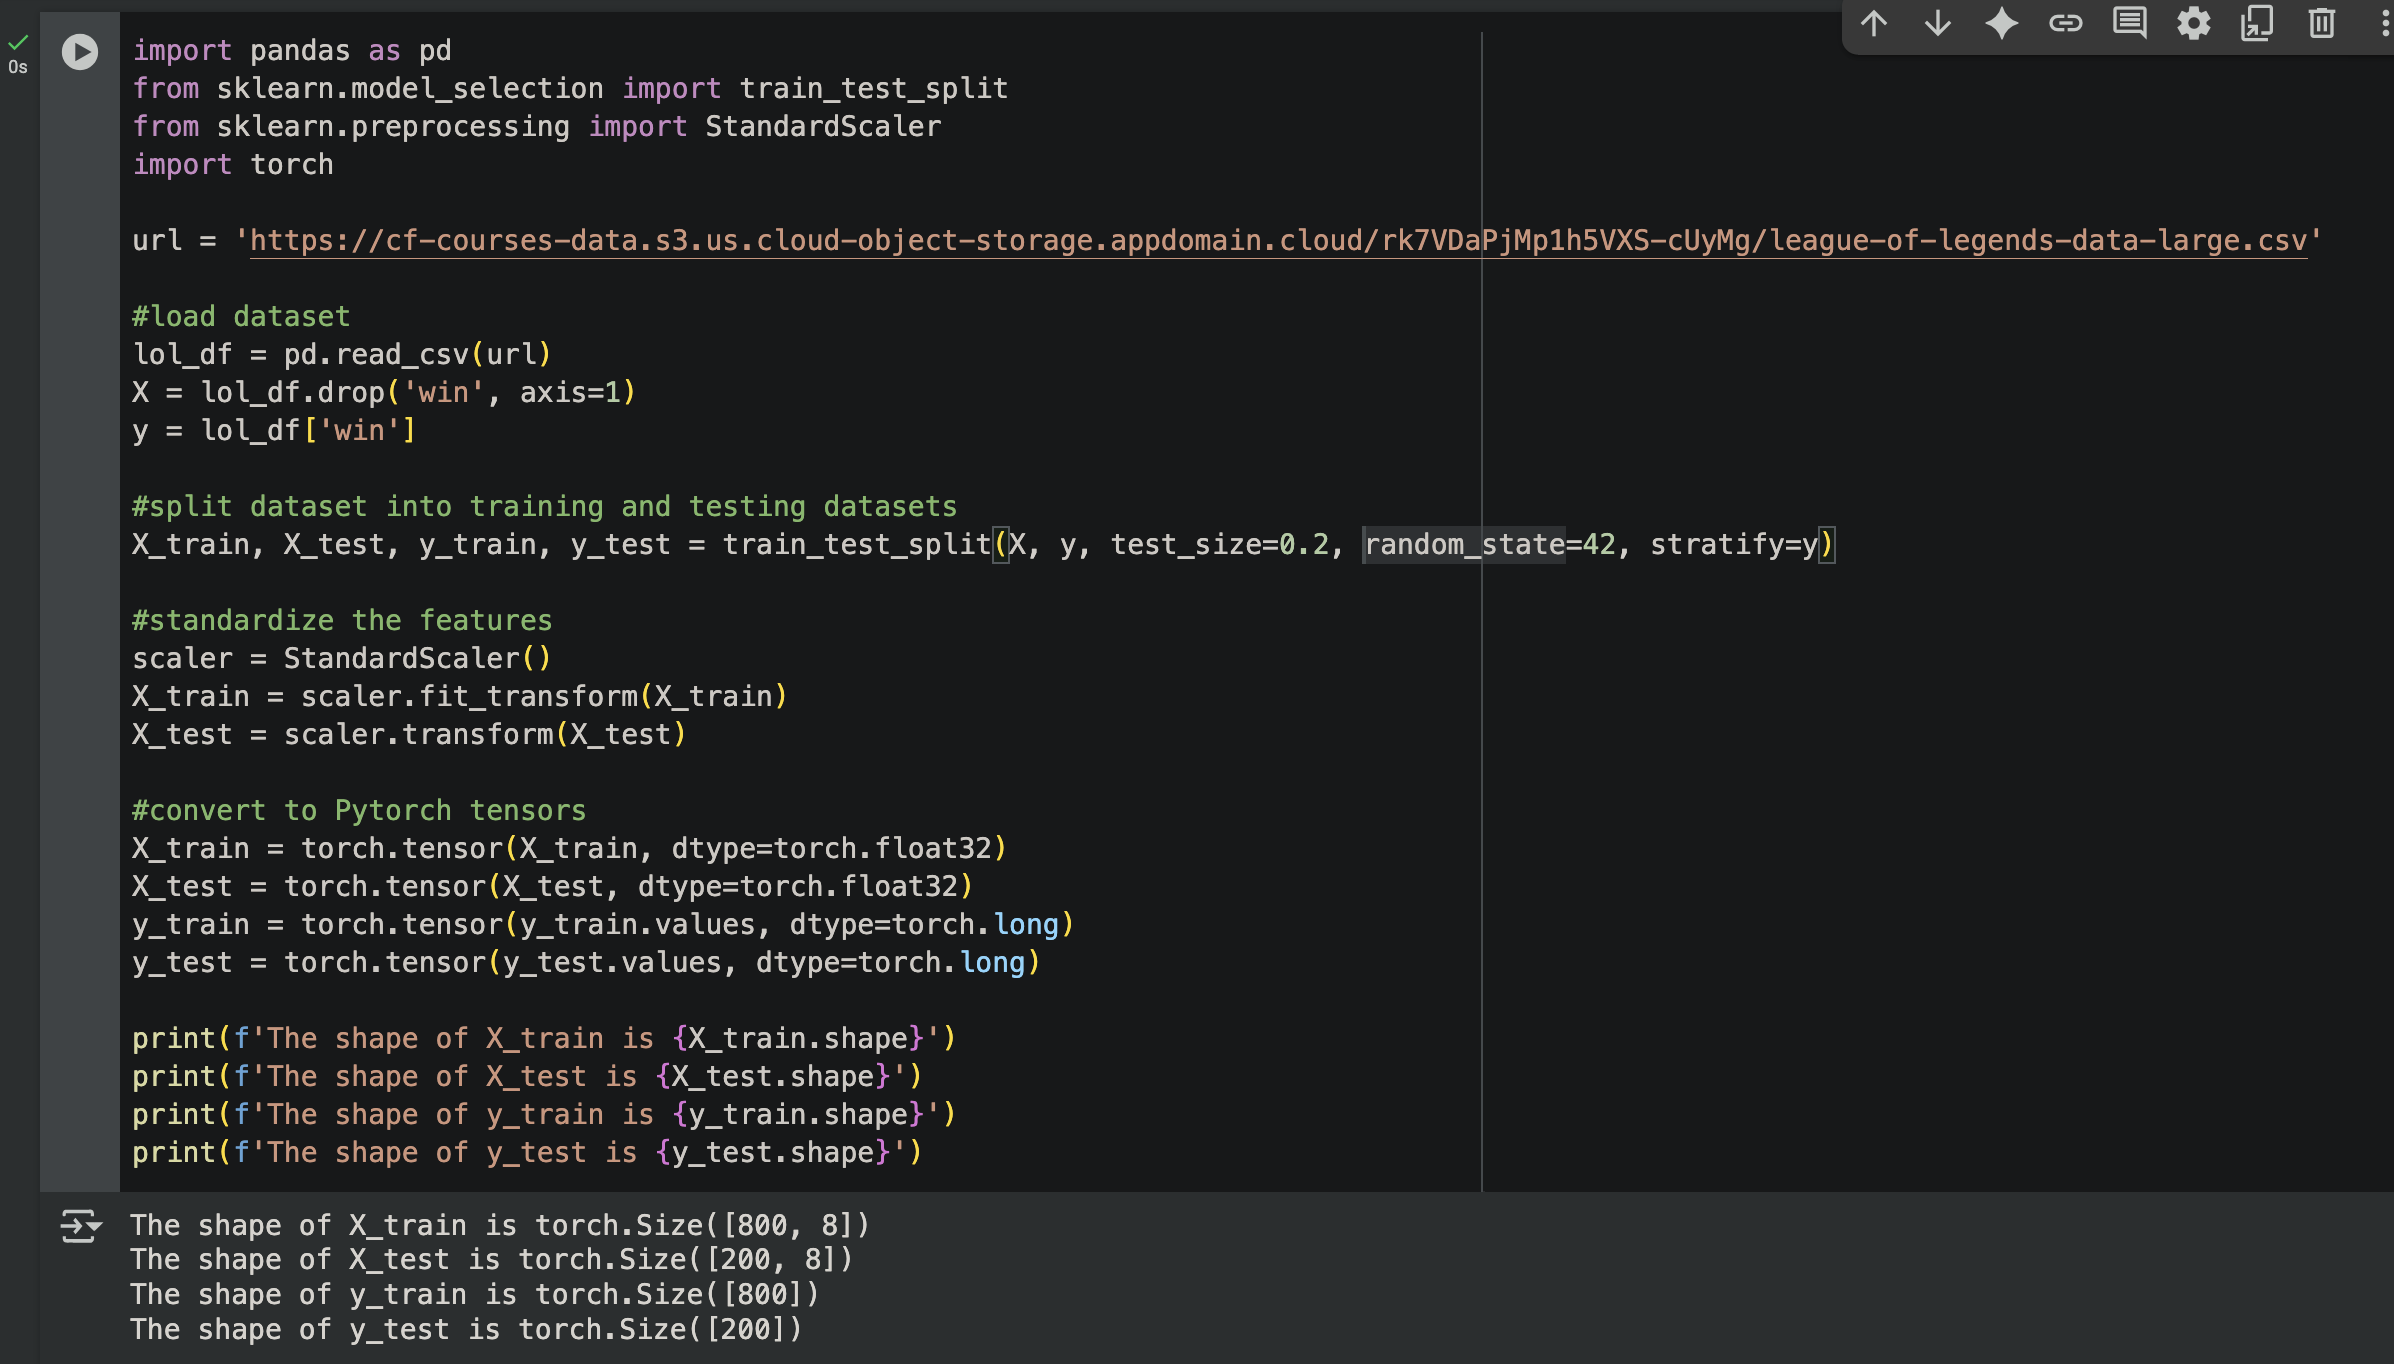 0s
import pandas as pd
from sklearn.model_selection import train_test_split
from sklearn.preprocessing import StandardScaler
import torch
url = 'https://cf-courses-data.s3.us.cloud-object-storage.appdomain.cloud/rk7VDaPjMp1h5VXS-cUyMg/league-of-legends-data-large.csv'
#load dataset
lol_df = pd.read_csv(url)
X = lol_df.drop('win', axis=1)
y = lol_df['win']
#split dataset into training and testing datasets
X_train, X_test, y_train, y_test = train_test_split(X, y, test_size=0.2, random_state=42, stratify=y)
#standardize the features
scaler = StandardScaler()
X_train = scaler.fit_transform(X_train)
X_test = scaler.transform(X_test)
#convert to Pytorch tensors
X_train = torch.tensor(X_train, dtype=torch.float32)
X_test = torch.tensor(X_test, dtype=torch.float32)
y_train = torch.tensor(y_train.values, dtype=torch.long)
y_test = torch.tensor(y_test.values, dtype=torch.long)
print(f'The shape of X_train is {X_train.shape}')
print(f'The shape of X_test is {X_test.shape}')
print(f'The shape of y_train is {y_train.shape}')
print(f'The shape of y_test is {y_test.shape}')
The shape of X_train is torch.Size([800, 8])
The shape of X_test is torch.Size([200, 8])
The shape of y_train is torch.Size([800])
The shape of y_test is torch.Size([200])